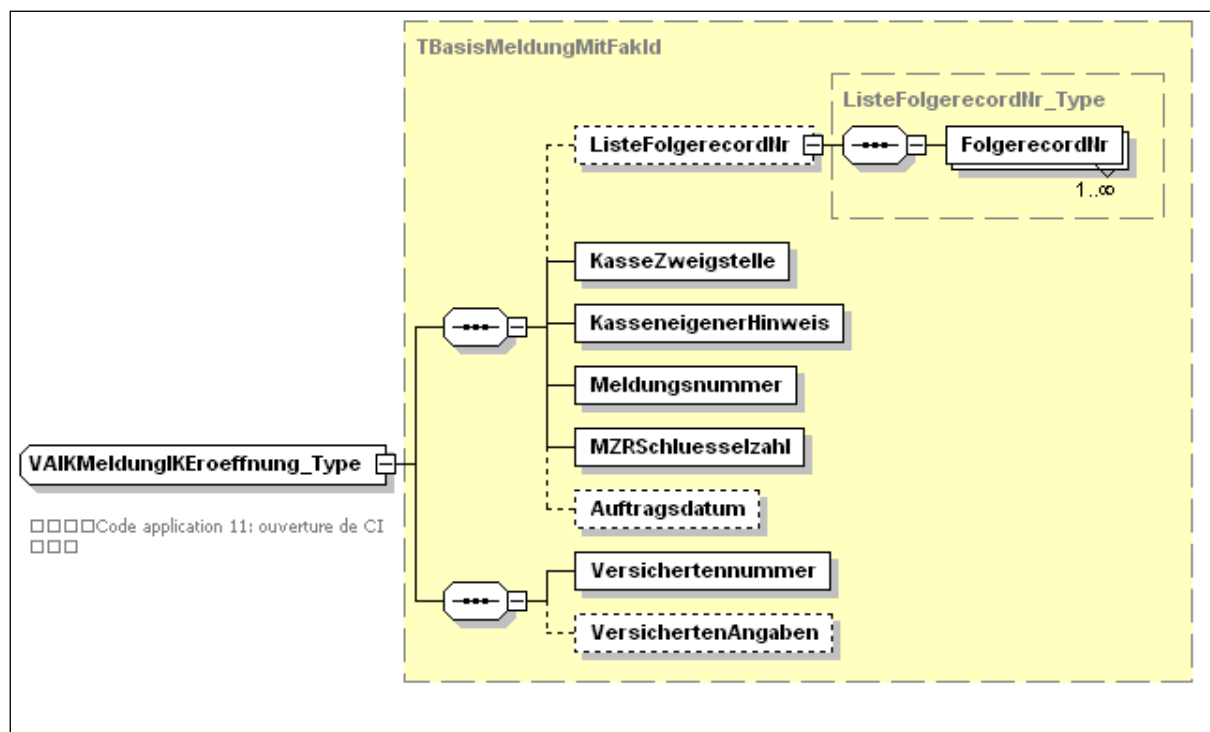 TBasisMeldungMitFakId
ListeFolgerecordNr_Type
ListeFolgerecordNr
FolgerecordNr
1..∞
KasseZweigstelle
KasseneigenerHinweis
Meldungsnummer
MZRSchluesselzahl
VAIKMeldungIKEroeffnung_Type
Auftragsdatum
□□□□Code application 11: ouverture de CI
□□□
Versichertennummer
VersichertenAngaben